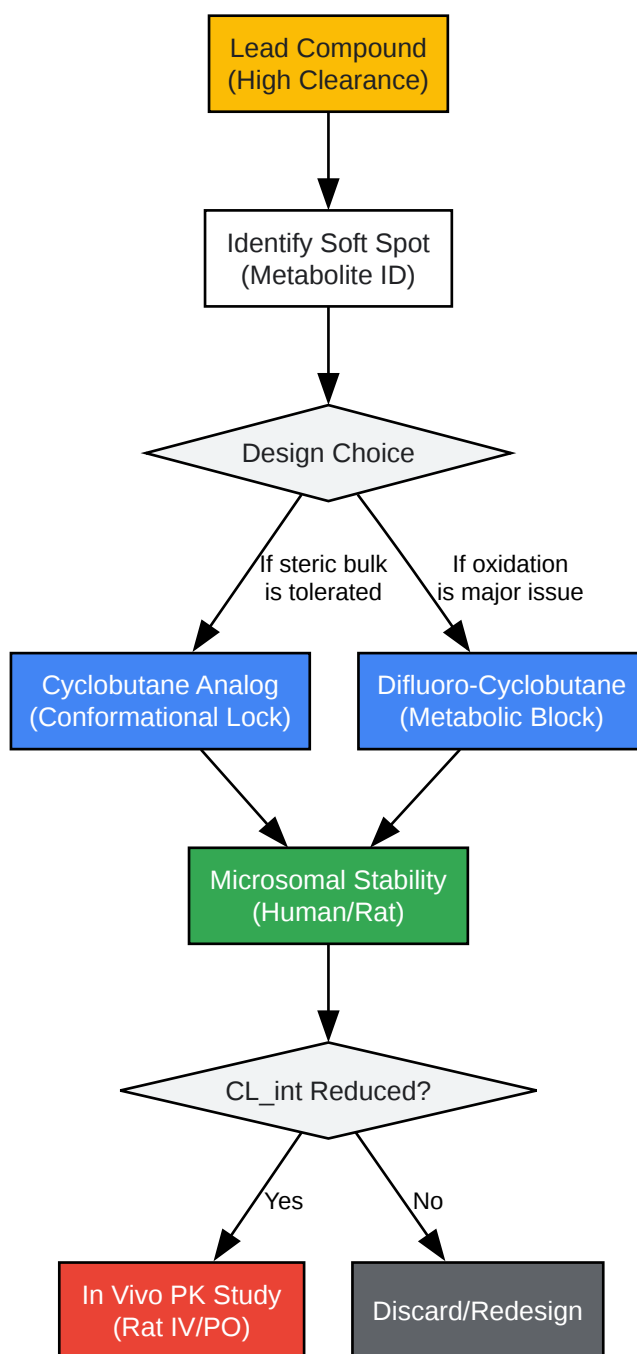 Lead Compound
(High Clearance)
Identify Soft Spot
(Metabolite ID)
Design Choice
If steric bulk
is tolerated
If oxidation
is major issue
Cyclobutane Analog
(Conformational Lock)
Difluoro-Cyclobutane
(Metabolic Block)
Microsomal Stability
(Human/Rat)
CL_int Reduced?
Yes
No
In Vivo PK Study
(Rat IV/PO)
Discard/Redesign